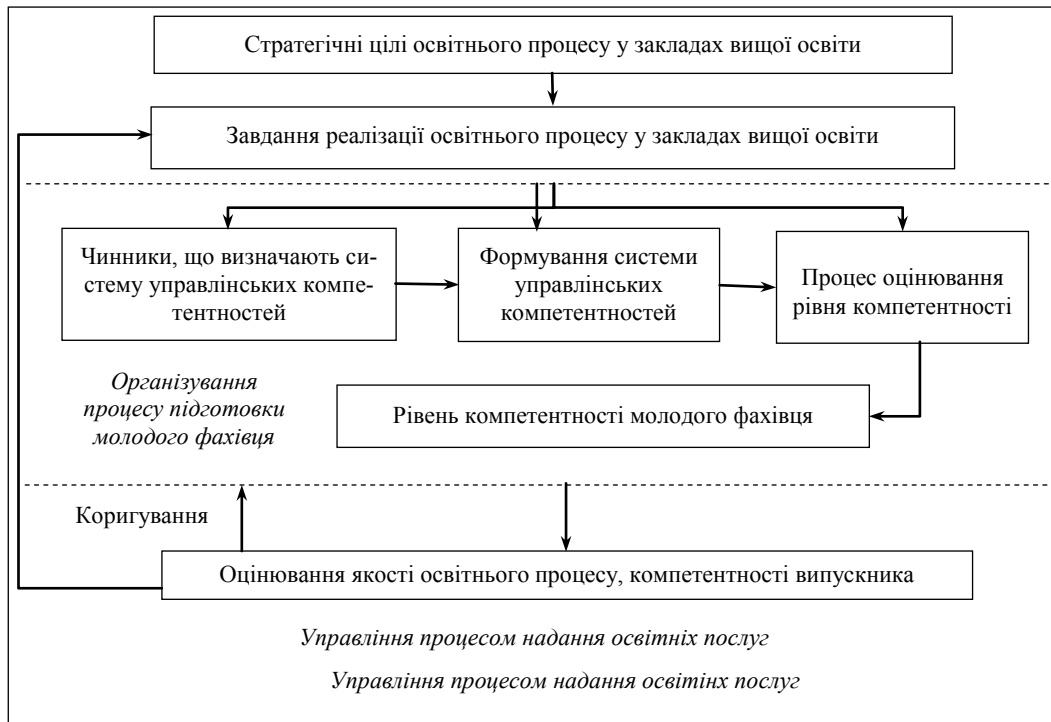 Стратегічні цілі освітнього процесу у закладах вищої освіти
Завдання реалізації освітнього процесу у закладах вищої освіти
Чинники, що визначають си-
стему управлінських компе-
тентностей
Формування системи
управлінських
компетентностей
Процес оцінювання
рівня компетентності
Організування
процесу підготовки
молодого фахівця
Рівень компетентності молодого фахівця
Коригування
Оцінювання якості освітнього процесу, компетентності випускника
Управління процесом надання освітніх послуг
Управління процесом надання освітінх послуг